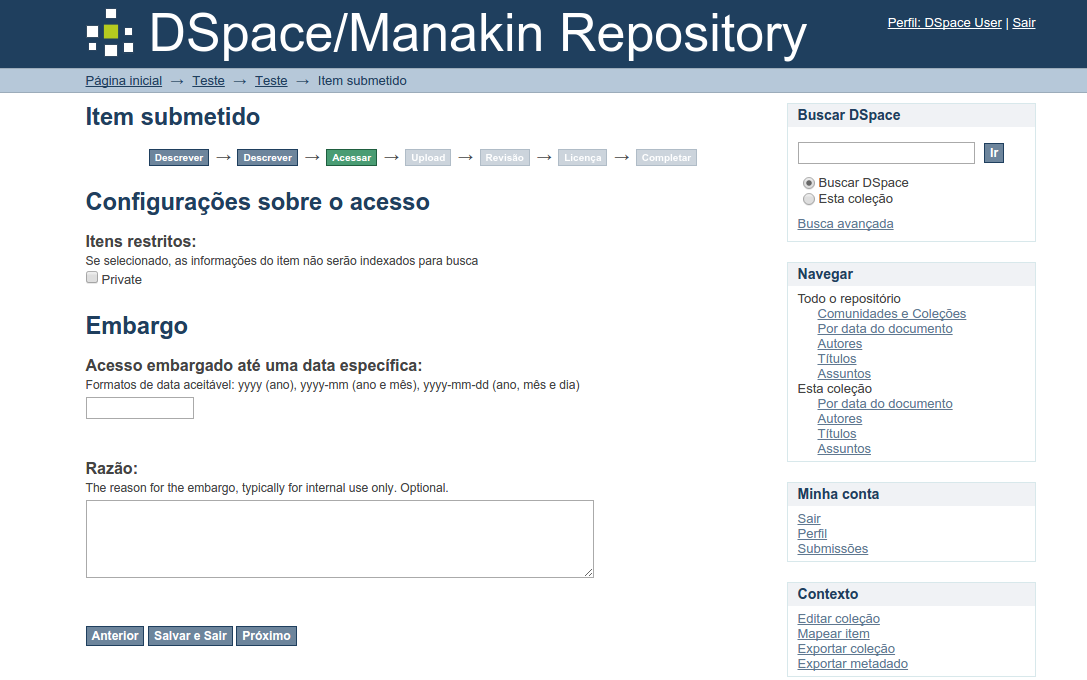 DSpace/Manakin Repository
Perfil: DSpace User | Sair
Página inicial → Teste → Teste → Item submetido
Item submetido
Descrever → Descrever → Acessar → Upload → Revisão → Licença → Completar
Configurações sobre o acesso
Itens restritos:
Se selecionado, as informações do item não serão indexados para busca
Private
Embargo
Acesso embargado até uma data específica:
Formatos de data aceitável: yyyy (ano), yyyy-mm (ano e mês), yyyy-mm-dd (ano, mês e dia)
Razão:
The reason for the embargo, typically for internal use only. Optional.
Anterior Salvar e Sair Próximo
Buscar DSpace
Ir
Buscar DSpace
Esta coleção
Busca avançada
Navegar
Todo o repositório
Comunidades e Coleções
Por data do documento
Autores
Títulos
Assuntos
Esta coleção
Por data do documento
Autores
Títulos
Assuntos
Minha conta
Sair
Perfil
Submissões
Contexto
Editar coleção
Mapear item
Exportar coleção
Exportar metadado